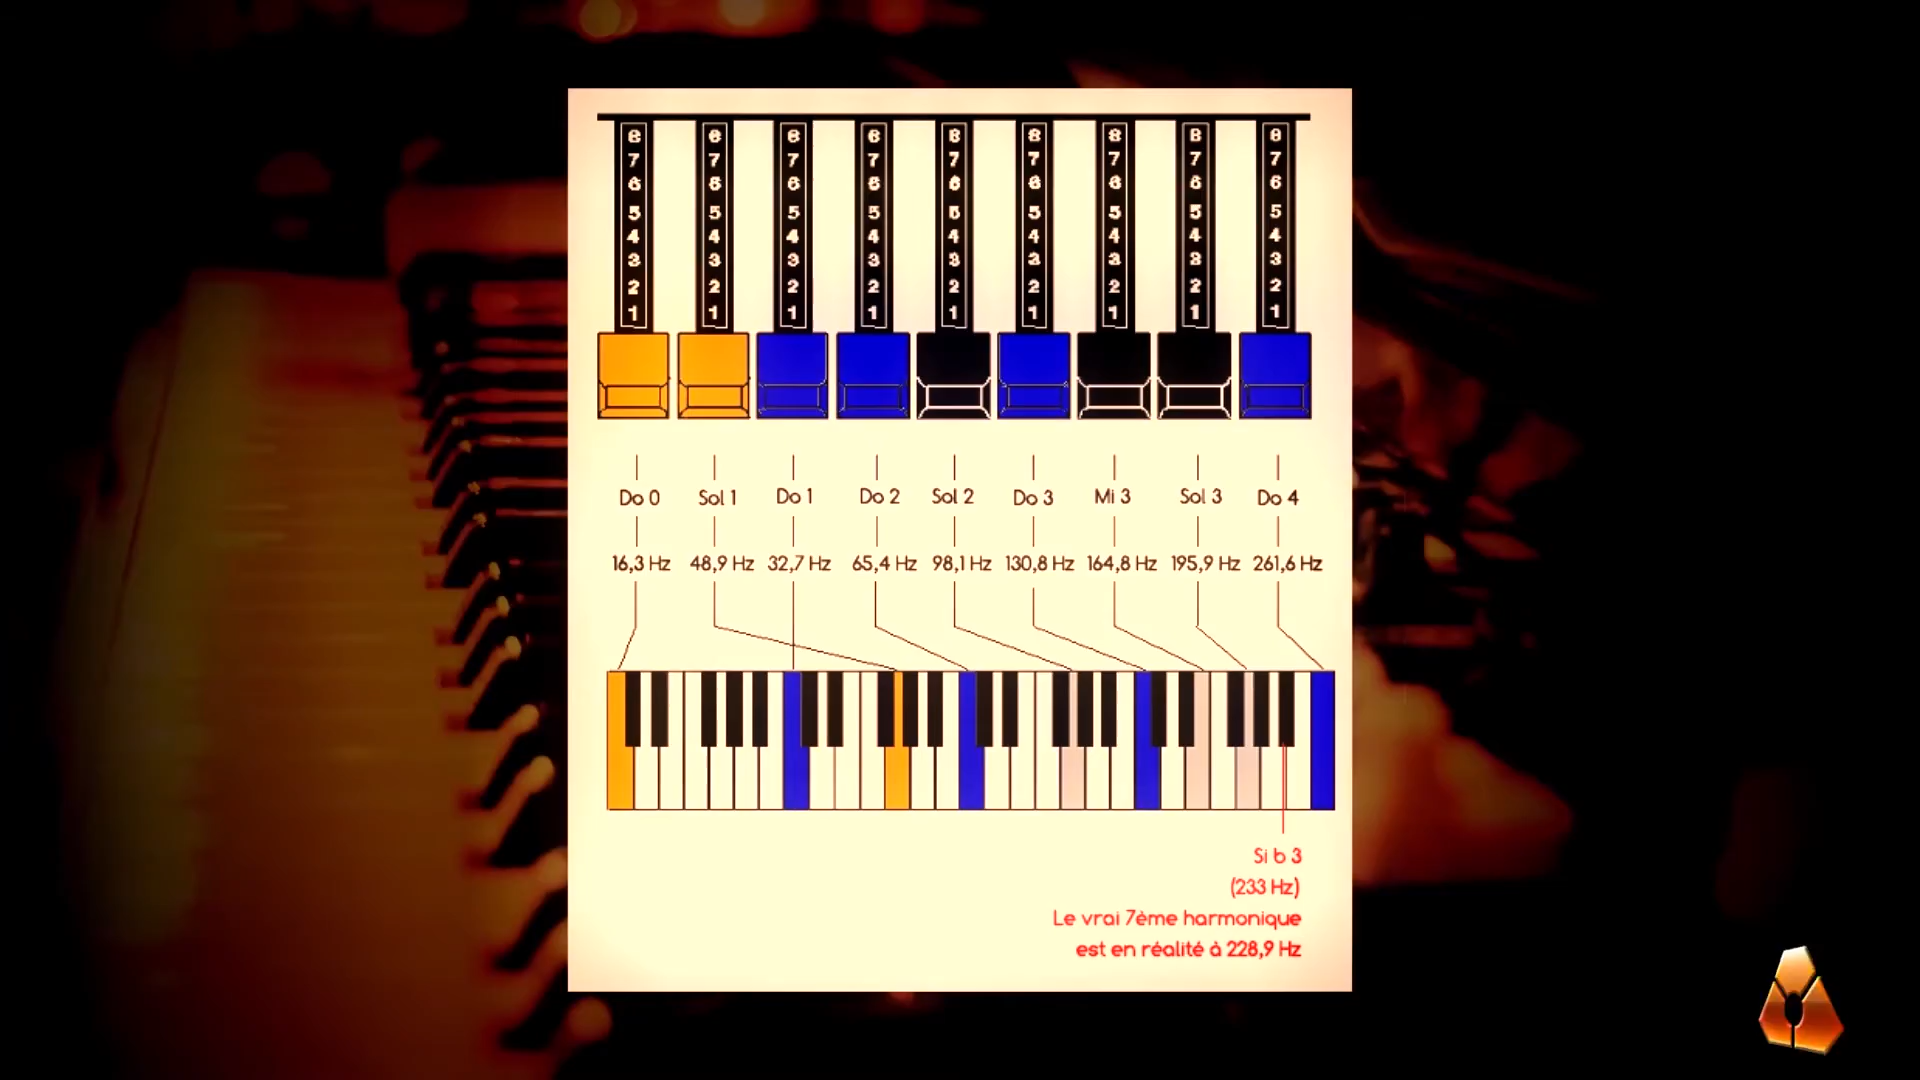 8 8 8 8 8 8 8 8 8
7 7 7 7 7 7 7 7 7
6 6 6 6 6 6 6 6 6
5 5 5 5 5 5 5 5 5
4 4 4 4 4 4 4 4 4
3 3 3 3 3 3 3 3 3
2 2 2 2 2 2 2 2 2
1 1 1 1 1 1 1 1 1
Do 0 Sol 1 Do 1 Do 2 Sol 2 Do 3 Mi 3 Sol 3 Do 4
16,3 Hz 48,9 Hz 32,7 Hz 65,4 Hz 98,1 Hz 130,8 Hz 164,8 Hz 195,9 Hz 261,6 Hz
Si b 3
(233 Hz)
Le vrai 7ème harmonique
est en réalité à 228,9 Hz